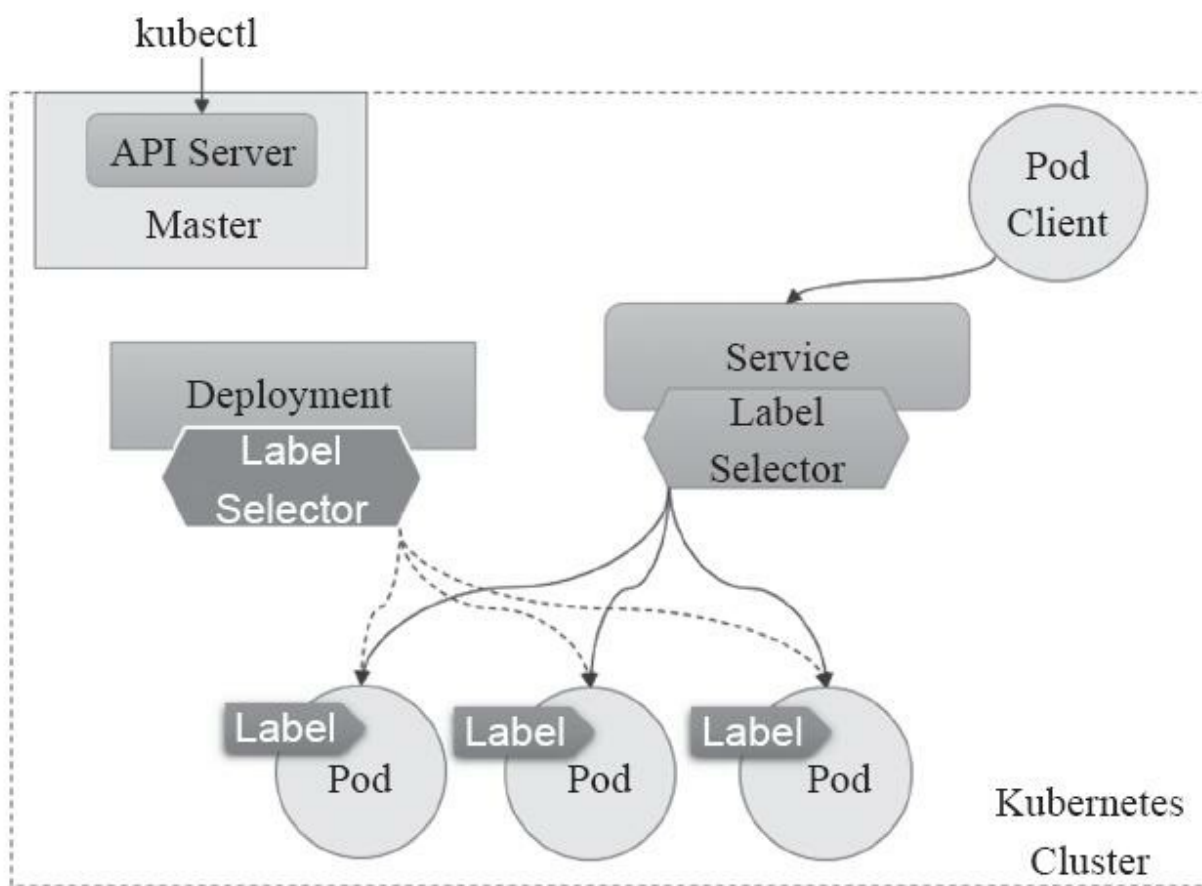 kubectl
API Server
Master
Pod
Client
Service
Label
Selector
Deployment
Label
Selector
Label
Pod
Label
Pod
Label
Pod
Kubernetes
Cluster